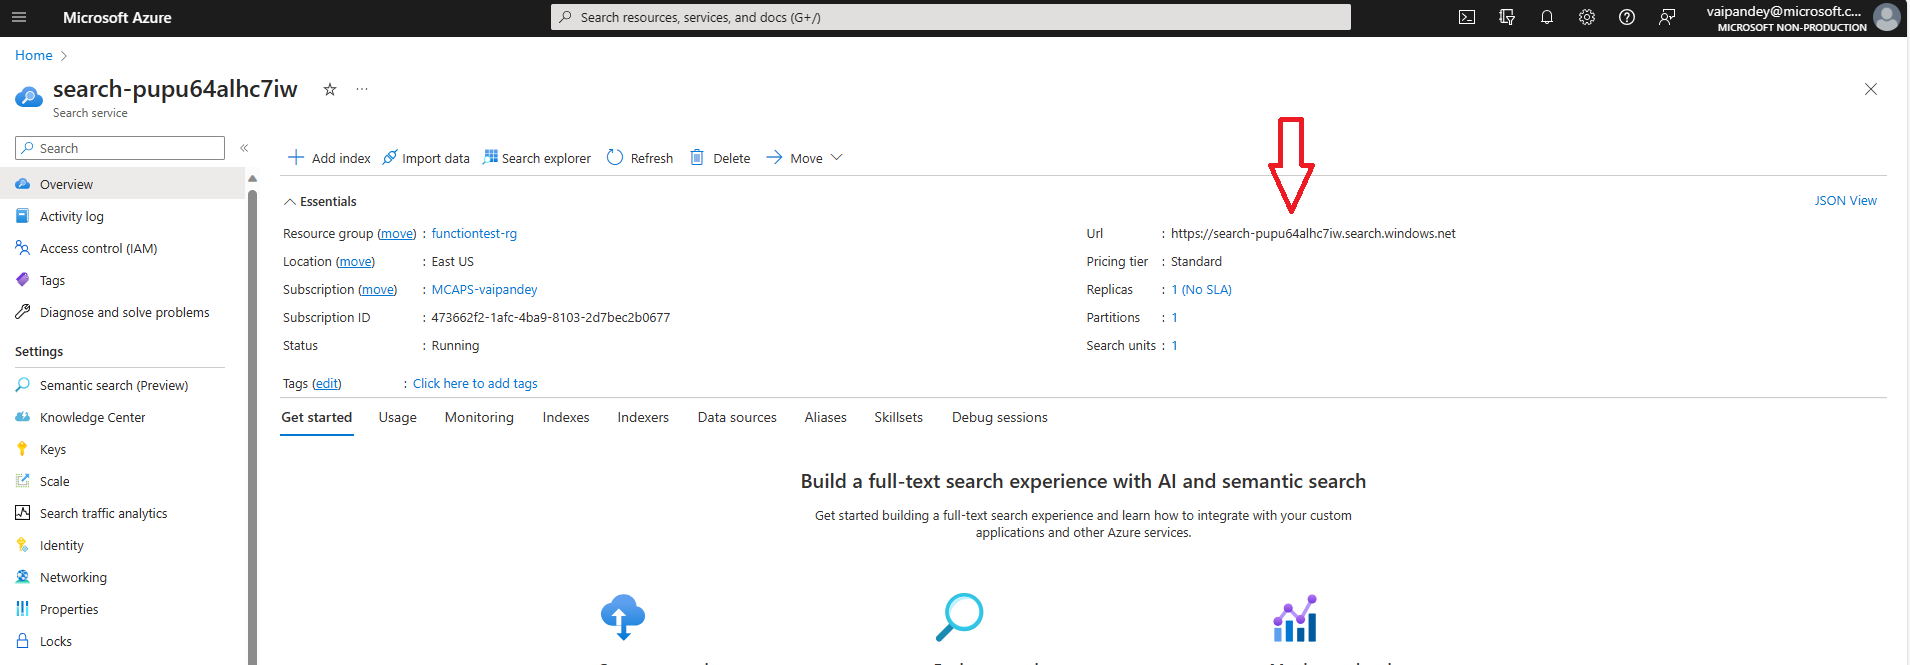 Microsoft Azure
Search resources, services, and docs (G+/)
vaipandey@microsoft.c...
MICROSOFT NON-PRODUCTION
Home
search-pupu64alhc7iw
Search service
Search
Overview
Activity log
Access control (IAM)
Tags
Diagnose and solve problems
Settings
Semantic search (Preview)
Knowledge Center
Keys
Scale
Search traffic analytics
Identity
Networking
Properties
Locks
Add index Import data Search explorer Refresh Delete Move
Essentials
JSON View
Resource group (move) : functiontest-rg
Location (move) : East US
Subscription (move) : MCAPS-vaipandey
Subscription ID : 473662f2-1afc-4ba9-8103-2d7bec2b0677
Status : Running
Url : https://search-pupu64alhc7iw.search.windows.net
Pricing tier : Standard
Replicas : 1 (No SLA)
Partitions : 1
Search units : 1
Tags (edit) : Click here to add tags
Get started Usage Monitoring Indexes Indexers Data sources Aliases Skillsets Debug sessions
Build a full-text search experience with AI and semantic search
Get started building a full-text search experience and learn how to integrate with your custom
applications and other Azure services.